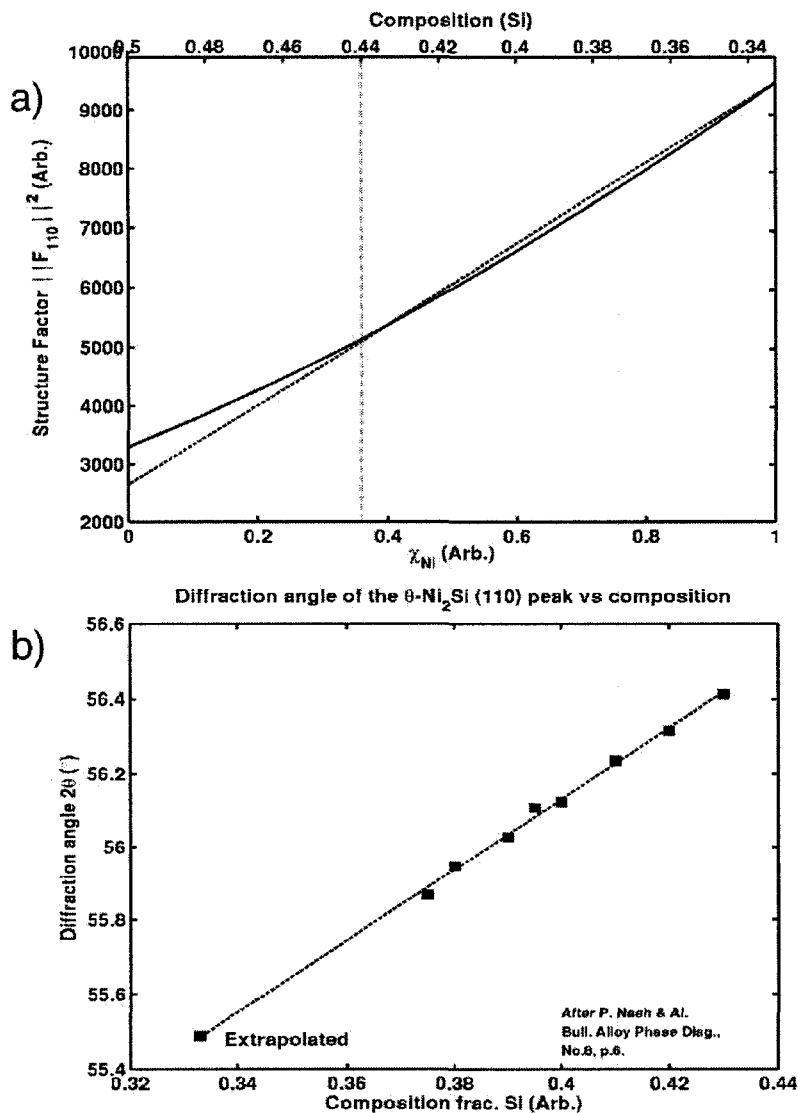 Composition (Si)
0.5 0.48 0.46 0.44 0.42 0.4 0.38 0.36 0.34
a)
10000
9000
8000
7000
6000
5000
4000
3000
2000
Structure Factor ||F110||² (Arb.)
0 0.2 0.4 0.6 0.8 1
χNi (Arb.)
Diffraction angle of the θ-Ni₂Si (110) peak vs composition
b)
56.6
56.4
56.2
56
55.8
55.6
55.4
Diffraction angle 2θ (°)
Extrapolated
After P. Nash & Al.
Bull. Alloy Phase Diag.,
No.8, p.6.
0.32 0.34 0.36 0.38 0.4 0.42 0.44
Composition frac. Si (Arb.)